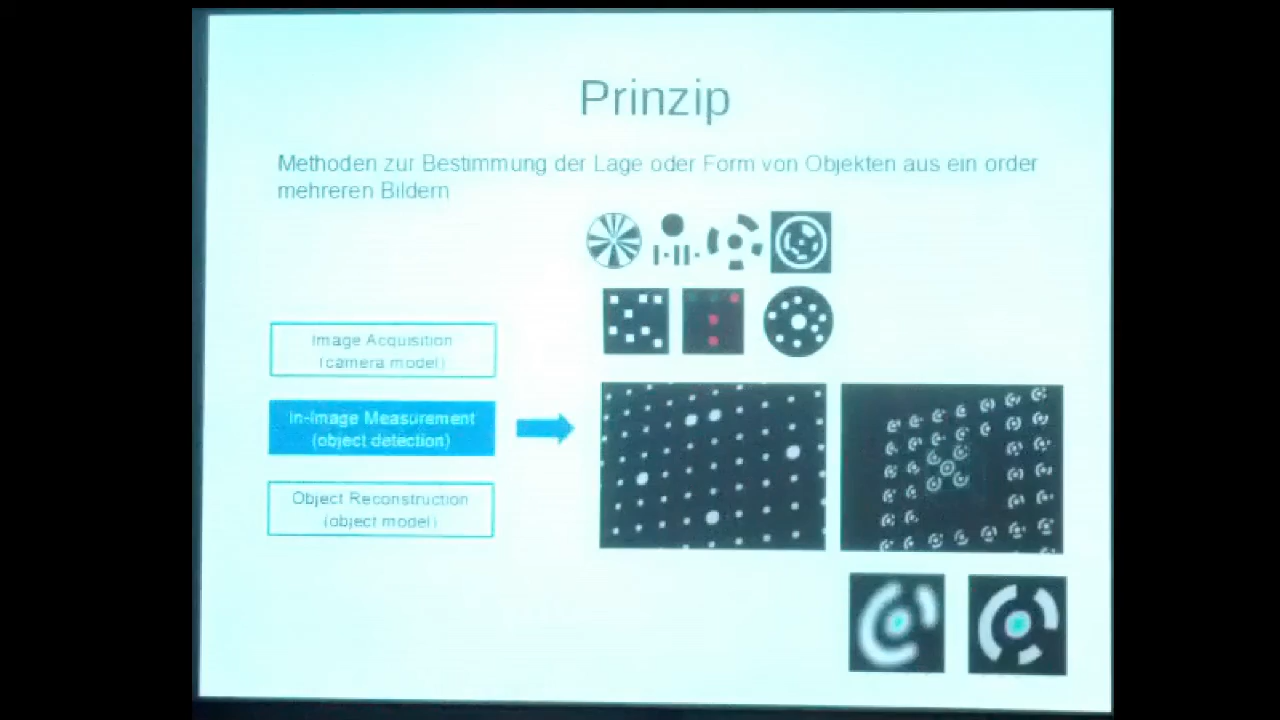 Prinzip
Methoden zur Bestimmung der Lage oder Form von Objekten aus ein order
mehreren Bildern
Image Acquisition
(camera model)
In-Image Measurement
(object detection)
Object Reconstruction
(object model)